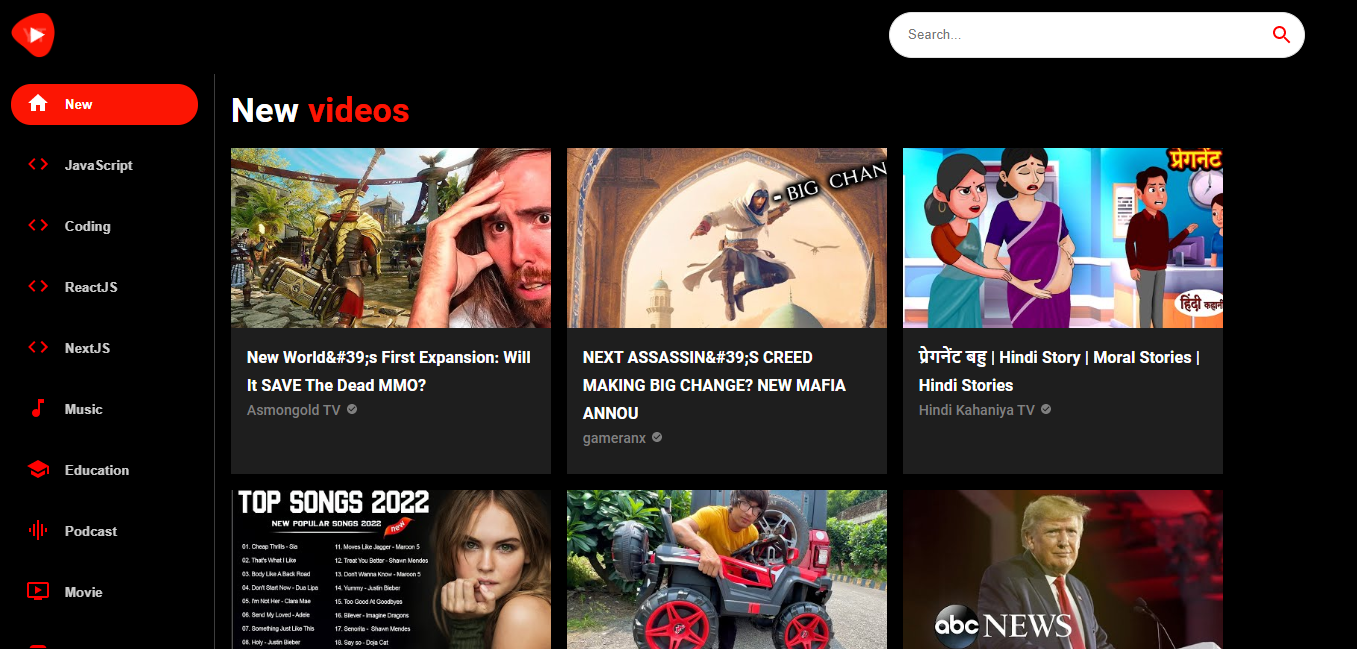 Search...
New
JavaScript
Coding
ReactJS
NextJS
Music
Education
Podcast
Movie
New videos
- BIG CHAN
प्रेगनेंट
हिंदी कहानी
New World&#39;s First Expansion: Will
It SAVE The Dead MMO?
Asmongold TV
NEXT ASSASSIN&#39;S CREED
MAKING BIG CHANGE? NEW MAFIA
ANNOU
gameranx
प्रेगनेंट बहु | Hindi Story | Moral Stories |
Hindi Stories
Hindi Kahaniya TV
TOP SONGS 2022
NEW POPULAR SONGS 2022
new
01. Cheap Thrills - Sia
02. That's What I Like
03. Body Like A Back Road
04. Don't Start Now - Dua Lipa
05. I'm Not Her - Clara Mae
06. Send My Loved - Adele
07. Something Just Like This
08. Holy - Justin Bieber
11. Moves Like Jagger - Maroon 5
12. Treat You Better - Shawn Mendes
13. Don't Wanna Know - Maroon 5
14. Yummy - Justin Bieber
15. Too Good At Goodbyes
16. Bliever - Imagine Dragons
17. Senorita - Shawn Mendes
18. Say so - Doja Cat
abc NEWS